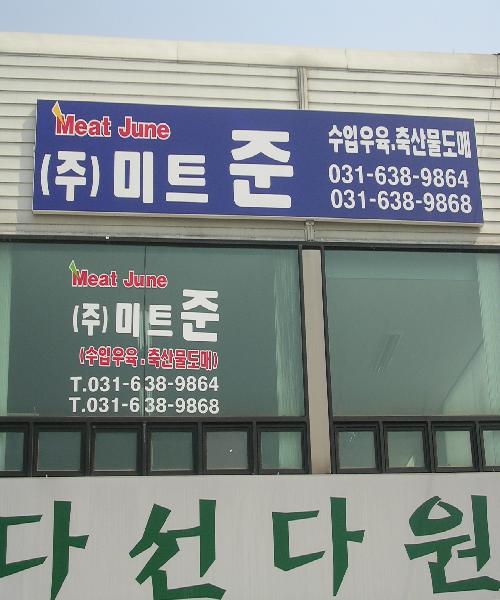 Meat June
(주) 미트 준
수입우육.축산물도매
031-638-9864
031-638-9868
Meat June
(주) 미트 준
(수입우육.축산물도매)
T.031-638-9864
T.031-638-9868
다선다원